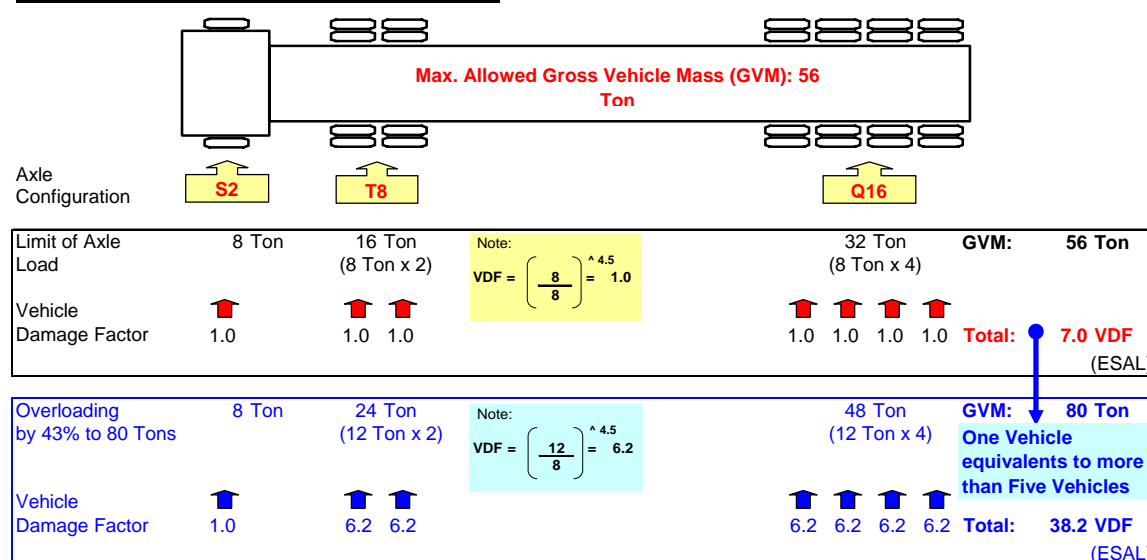 Max. Allowed Gross Vehicle Mass (GVM): 56
Ton
Axle
Configuration
S2
T8
Q16
Limit of Axle
Load
8 Ton
16 Ton
(8 Ton x 2)
Note:
VDF = ( 8 / 8 ) ^ 4.5 = 1.0
32 Ton
(8 Ton x 4)
GVM: 56 Ton
Vehicle
Damage Factor 1.0 1.0 1.0 1.0 1.0 1.0 1.0 Total: 7.0 VDF
(ESAL)
Overloading
by 43% to 80 Tons
8 Ton
24 Ton
(12 Ton x 2)
Note:
VDF = ( 12 / 8 ) ^ 4.5 = 6.2
48 Ton
(12 Ton x 4)
GVM: 80 Ton
One Vehicle
equivalents to more
than Five Vehicles
Vehicle
Damage Factor 1.0 6.2 6.2 6.2 6.2 6.2 6.2 Total: 38.2 VDF
(ESAL)